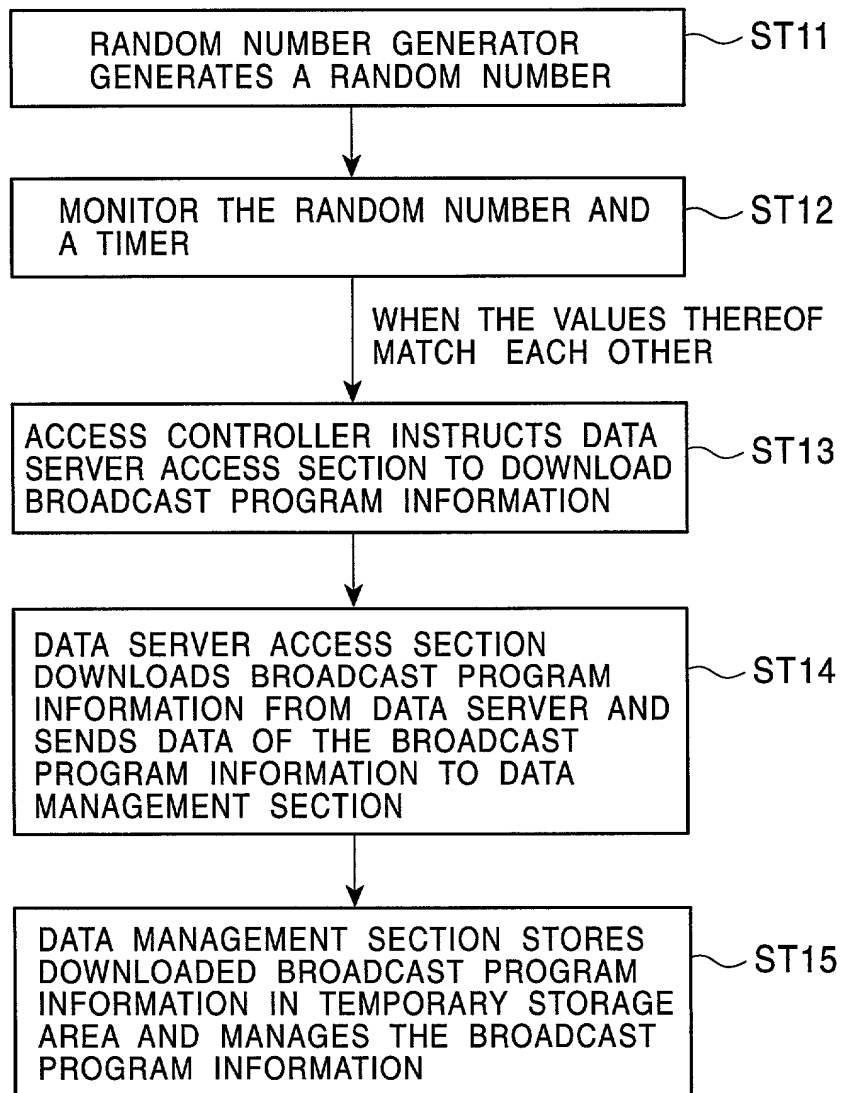 RANDOM NUMBER GENERATOR
GENERATES A RANDOM NUMBER
ST11
MONITOR THE RANDOM NUMBER AND
A TIMER
ST12
WHEN THE VALUES THEREOF
MATCH EACH OTHER
ACCESS CONTROLLER INSTRUCTS DATA
SERVER ACCESS SECTION TO DOWNLOAD
BROADCAST PROGRAM INFORMATION
ST13
DATA SERVER ACCESS SECTION
DOWNLOADS BROADCAST PROGRAM
INFORMATION FROM DATA SERVER AND
SENDS DATA OF THE BROADCAST
PROGRAM INFORMATION TO DATA
MANAGEMENT SECTION
ST14
DATA MANAGEMENT SECTION STORES
DOWNLOADED BROADCAST PROGRAM
INFORMATION IN TEMPORARY STORAGE
AREA AND MANAGES THE BROADCAST
PROGRAM INFORMATION
ST15